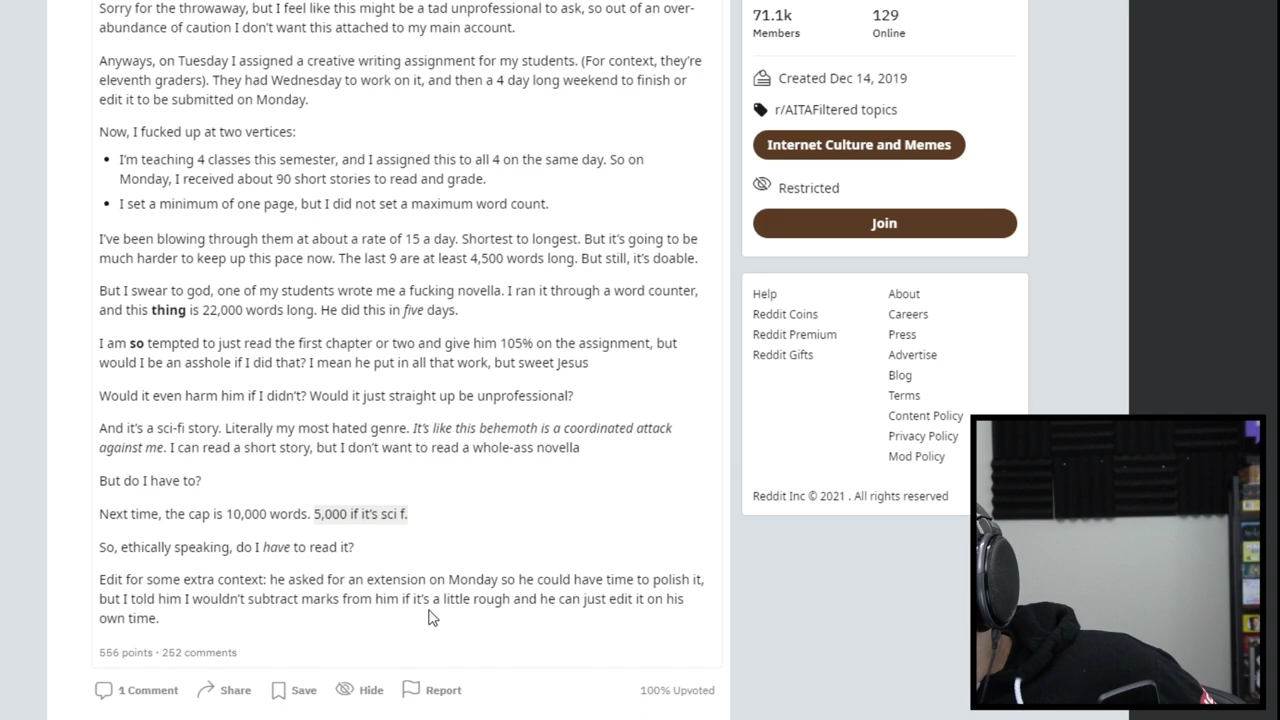 Sorry for the throwaway, but I feel like this might be a tad unprofessional to ask, so out of an over-
abundance of caution I don't want this attached to my main account.
Anyways, on Tuesday I assigned a creative writing assignment for my students. (For context, they're
eleventh graders). They had Wednesday to work on it, and then a 4 day long weekend to finish or
edit it to be submitted on Monday.
Now, I fucked up at two vertices:
• I'm teaching 4 classes this semester, and I assigned this to all 4 on the same day. So on
Monday, I received about 90 short stories to read and grade.
• I set a minimum of one page, but I did not set a maximum word count.
I've been blowing through them at about a rate of 15 a day. Shortest to longest. But it's going to be
much harder to keep up this pace now. The last 9 are at least 4,500 words long. But still, it's doable.
But I swear to god, one of my students wrote me a fucking novella. I ran it through a word counter,
and this thing is 22,000 words long. He did this in five days.
I am so tempted to just read the first chapter or two and give him 105% on the assignment, but
would I be an asshole if I did that? I mean he put in all that work, but sweet Jesus
Would it even harm him if I didn't? Would it just straight up be unprofessional?
And it's a sci-fi story. Literally my most hated genre. It's like this behemoth is a coordinated attack
against me. I can read a short story, but I don't want to read a whole-ass novella
But do I have to?
Next time, the cap is 10,000 words. 5,000 if it's sci f.
So, ethically speaking, do I have to read it?
Edit for some extra context: he asked for an extension on Monday so he could have time to polish it,
but I told him I wouldn't subtract marks from him if it's a little rough and he can just edit it on his
own time.
556 points · 252 comments
1 Comment Share Save Hide Report 100% Upvoted
71.1k 129
Members Online
Created Dec 14, 2019
r/AITAFiltered topics
Internet Culture and Memes
Restricted
Join
Help About
Reddit Coins Careers
Reddit Premium Press
Reddit Gifts Advertise
Blog
Terms
Content Policy
Privacy Policy
Mod Policy
Reddit Inc © 2021 . All rights reserved